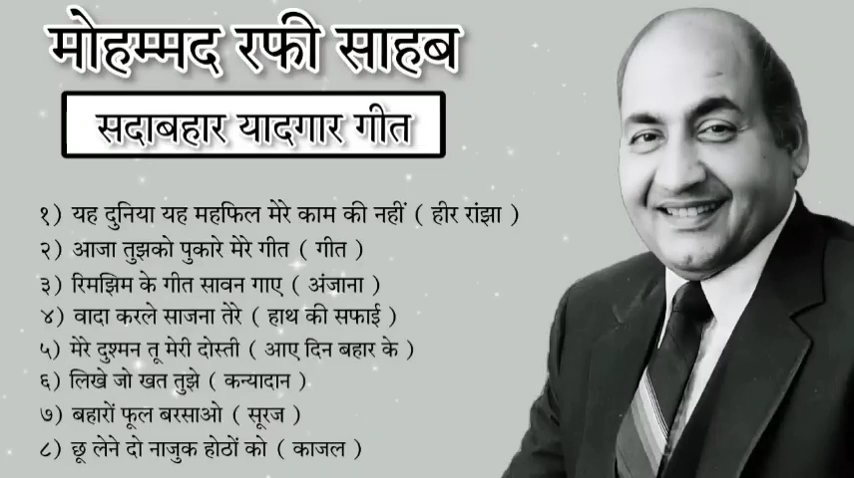 मोहम्मद रफी साहब
सदाबहार यादगार गीत
१) यह दुनिया यह महफिल मेरे काम की नहीं ( हीर रांझा )
२) आजा तुझको पुकारे मेरे गीत ( गीत )
३) रिमझिम के गीत सावन गाए ( अंजाना )
४) वादा करले साजना तेरे ( हाथ की सफाई )
५) मेरे दुश्मन तू मेरी दोस्ती ( आए दिन बहार के )
६) लिखे जो खत तुझे ( कन्यादान )
७) बहारों फूल बरसाओ ( सूरज )
८) छू लेने दो नाजुक होठों को ( काजल )